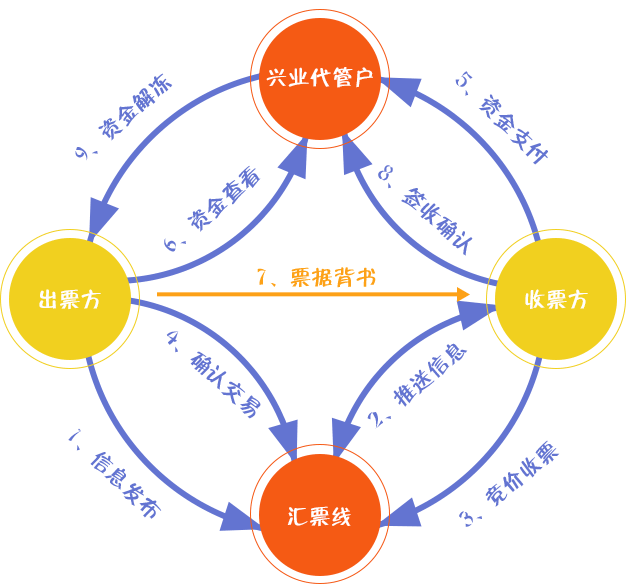 兴业代管户
5、资金支付
9、资金解冻
6、资金查看
8、签收确认
7、票据背书
出票方
收票方
4、确认交易
2、推送信息
1、信息发布
3、竞价收票
汇票线